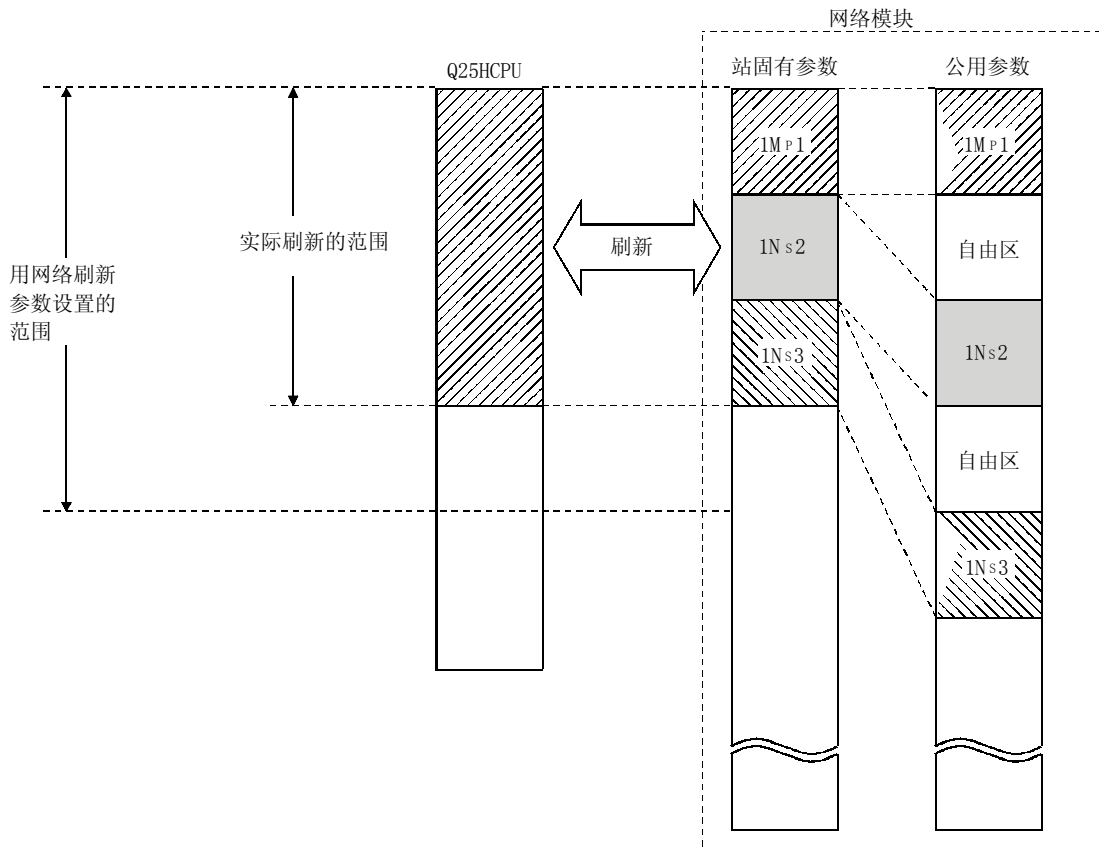 网络模块
Q25HCPU
站固有参数
公用参数
1MP1
1MP1
实际刷新的范围
刷新
1NS2
自由区
用网络刷新
参数设置的
范围
1NS3
1NS2
自由区
1NS3